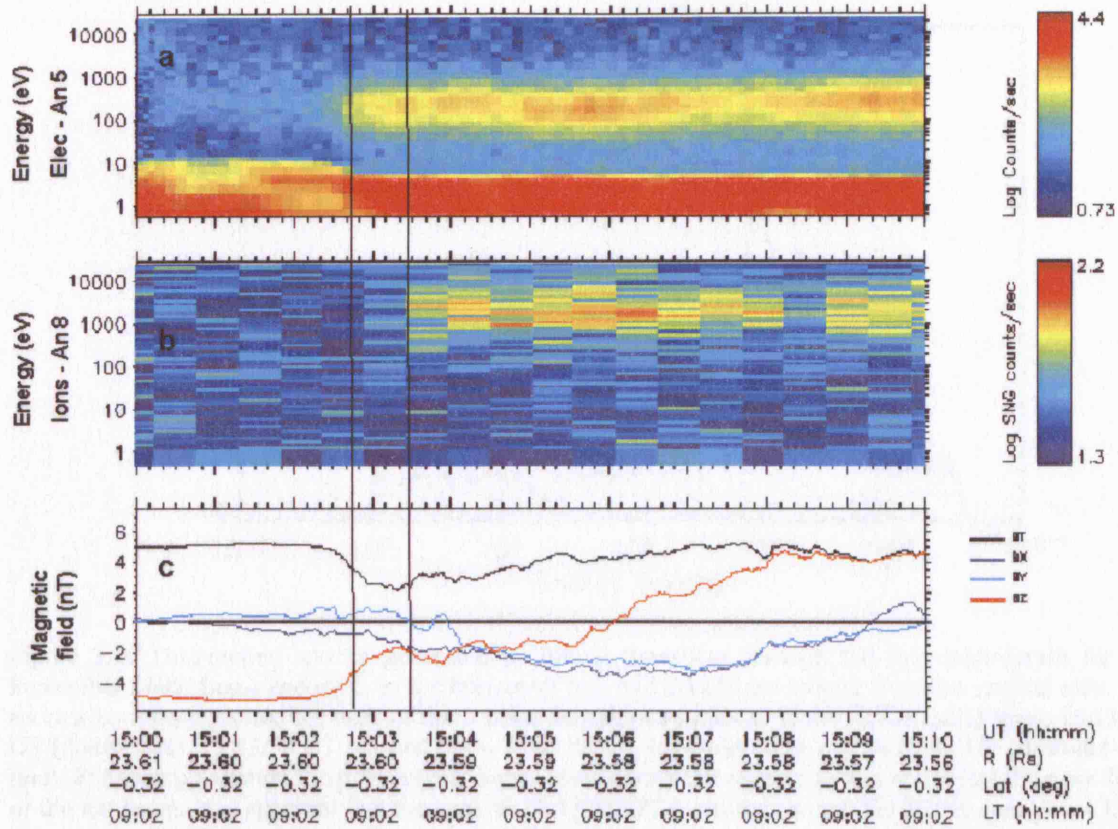 10000
1000
100
10
1
Energy (eV)
Elec - An5
a
4.4
0.73
Log Counts/sec
10000
1000
100
10
1
Energy (eV)
Ions - An8
b
2.2
1.3
Log SNG counts/sec
6
4
2
0
-2
-4
Magnetic
field (nT)
c
BT
BX
BY
BZ
15:00 15:01 15:02 15:03 15:04 15:05 15:06 15:07 15:08 15:09 15:10 UT (hh:mm)
23.61 23.60 23.60 23.60 23.59 23.59 23.58 23.58 23.58 23.57 23.56 R (Rs)
-0.32 -0.32 -0.32 -0.32 -0.32 -0.32 -0.32 -0.32 -0.32 -0.32 -0.32 Lat (deg)
09:02 09:02 09:02 09:02 09:02 09:02 09:02 09:02 09:02 09:02 09:02 LT (hh:mm)